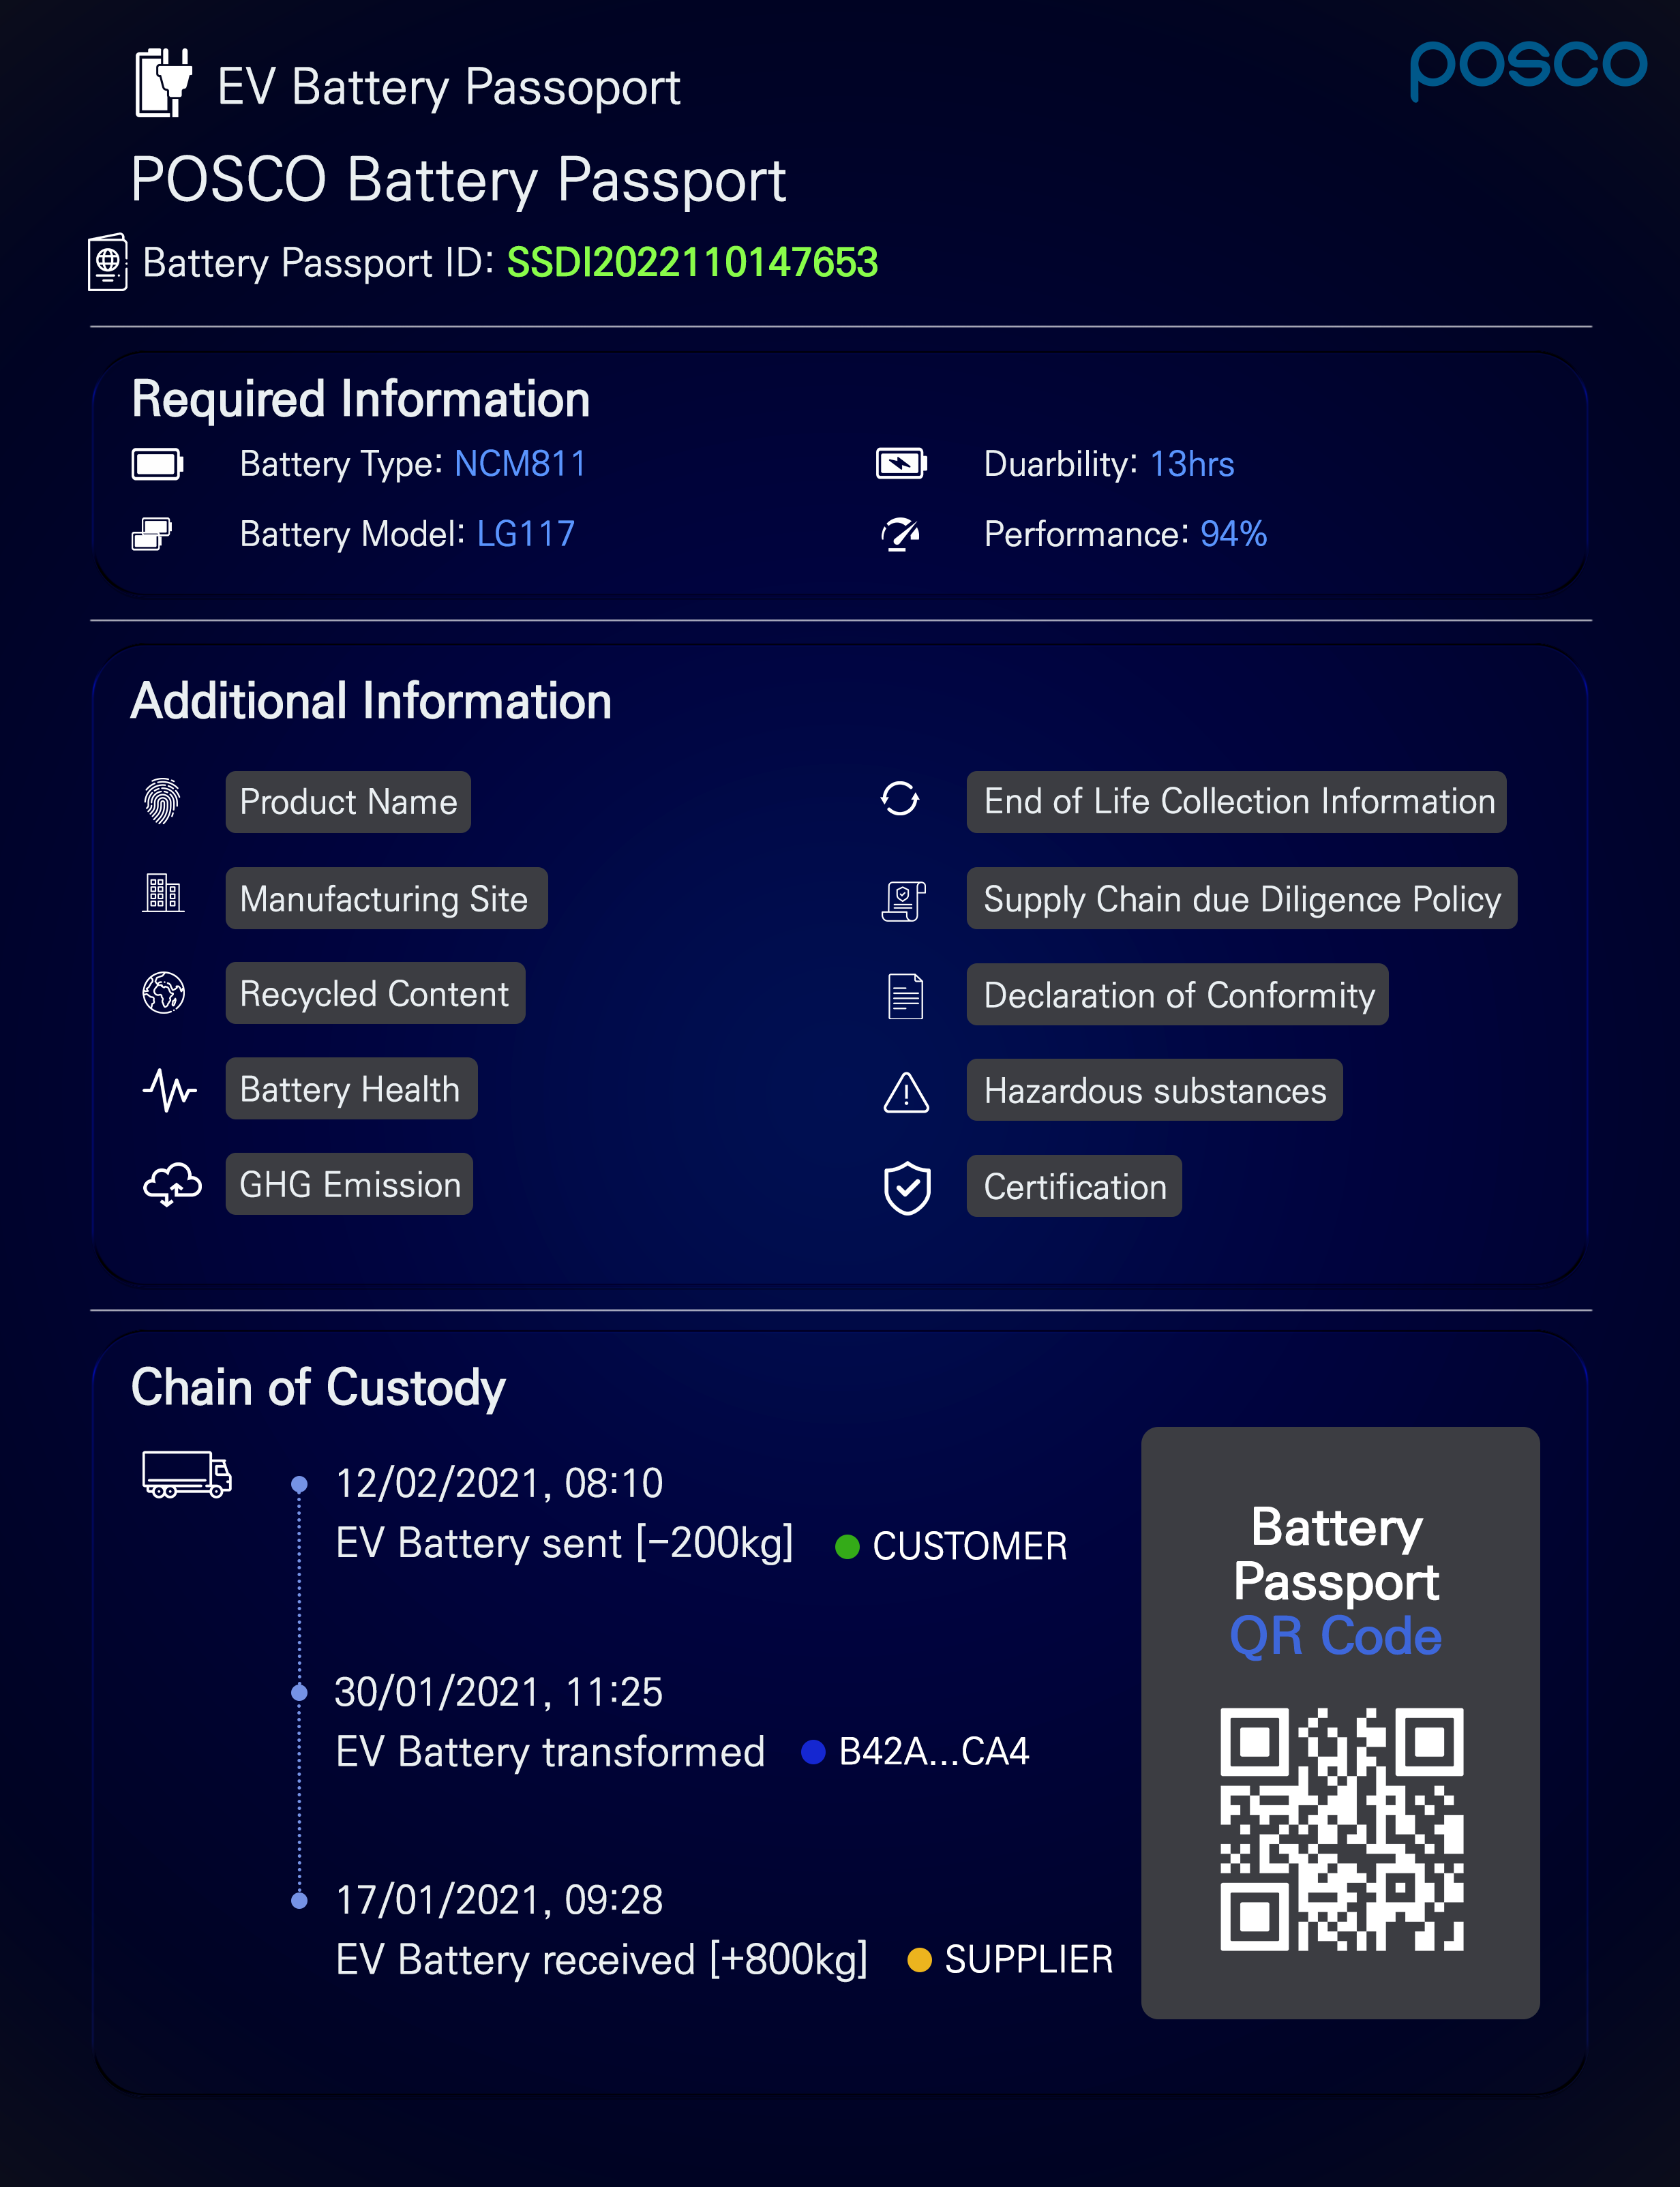 posco
EV Battery Passoport
POSCO Battery Passport
Battery Passport ID: SSDI2022110147653
Required Information
Battery Type: NCM811
Duarbility: 13hrs
Battery Model: LG117
Performance: 94%
Additional Information
Product Name
End of Life Collection Information
Manufacturing Site
Supply Chain due Diligence Policy
Recycled Content
Declaration of Conformity
Battery Health
Hazardous substances
GHG Emission
Certification
Chain of Custody
12/02/2021, 08:10
EV Battery sent [-200kg] CUSTOMER
30/01/2021, 11:25
EV Battery transformed B42A...CA4
17/01/2021, 09:28
EV Battery received [+800kg] SUPPLIER
Battery
Passport
QR Code